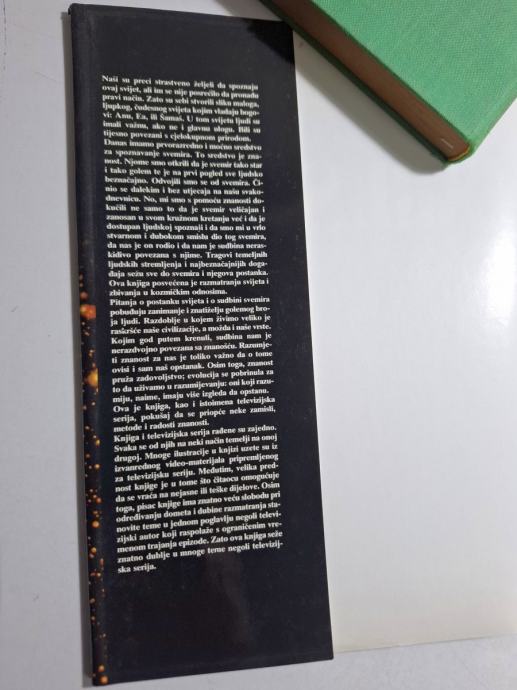 Naši su preci strastveno željeli da spoznaju
ovaj svijet, ali im se nije posrećilo da pronađu
pravi način. Zato su sebi stvorili sliku maloga,
ljupkog, čudesnog svijeta kojim vladaju bogo-
vi: Anu, Ea, ili Šamaš. U tom svijetu ljudi su
imali važnu, ako ne i glavnu ulogu. Bili su
tijesno povezani s cjelokupnom prirodom.
Danas imamo prvorazredno i moćno sredstvo
za spoznavanje svemira. To sredstvo je zna-
nost. Njome smo otkrili da je svemir tako star
i tako golem te je na prvi pogled sve ljudsko
beznačajno. Odvojili smo se od svemira. Či-
nio se dalekim i bez utjecaja na našu svako-
dnevicu. No, mi smo s pomoću znanosti do-
kučili ne samo to da je svemir veličajan i
zanosan u svom kružnom kretanju već i da je
dostupan ljudskoj spoznaji i da smo mi u vrlo
stvarnom i dubokom smislu dio tog svemira,
da nas je on rodio i da nam je sudbina neras-
kidivo povezana s njime. Tragovi temeljnih
ljudskih stremljenja i najbeznačajnijih doga-
đaja sežu sve do svemira i njegova postanka.
Ova knjiga posvećena je razmatranju svijeta i
zbivanja u kozmičkim odnosima.
Pitanja o postanku svijeta i o sudbini svemira
pobuđuju zanimanje i znatiželju golemog bro-
ja ljudi. Razdoblje u kojem živimo veliko je
raskršće naše civilizacije, a možda i naše vrste.
Kojim god putem krenuli, sudbina nam je
nerazdvojno povezana sa znanošću. Razumje-
ti znanost za nas je toliko važno da o tome
ovisi i sam naš opstanak. Osim toga, znanost
pruža zadovoljstvo; evolucija se pobrinula za
to da uživamo u razumijevanju: oni koji razu-
miju, naime, imaju više izgleda da opstanu.
Ova je knjiga, kao i istoimena televizijska
serija, pokušaj da se priopće neke zamisli,
metode i radosti znanosti.
Knjiga i televizijska serija rađene su zajedno.
Svaka se od njih na neki način temelji na onoj
drugoj. Mnoge ilustracije u knjizi uzete su iz
izvanrednog video-materijala pripremljenog
za televizijsku seriju. Međutim, velika pred-
nost knjige je u tome što čitaocu omogućuje
da se vraća na nejasne ili teške dijelove. Osim
toga, pisac knjige ima znatno veću slobodu pri
određivanju dometa i dubine razmatranja sta-
novite teme u jednom poglavlju negoli televi-
zijski autor koji raspolaže s ograničenim vre-
menom trajanja epizode. Zato ova knjiga seže
znatno dublje u mnoge teme negoli televizij-
ska serija.